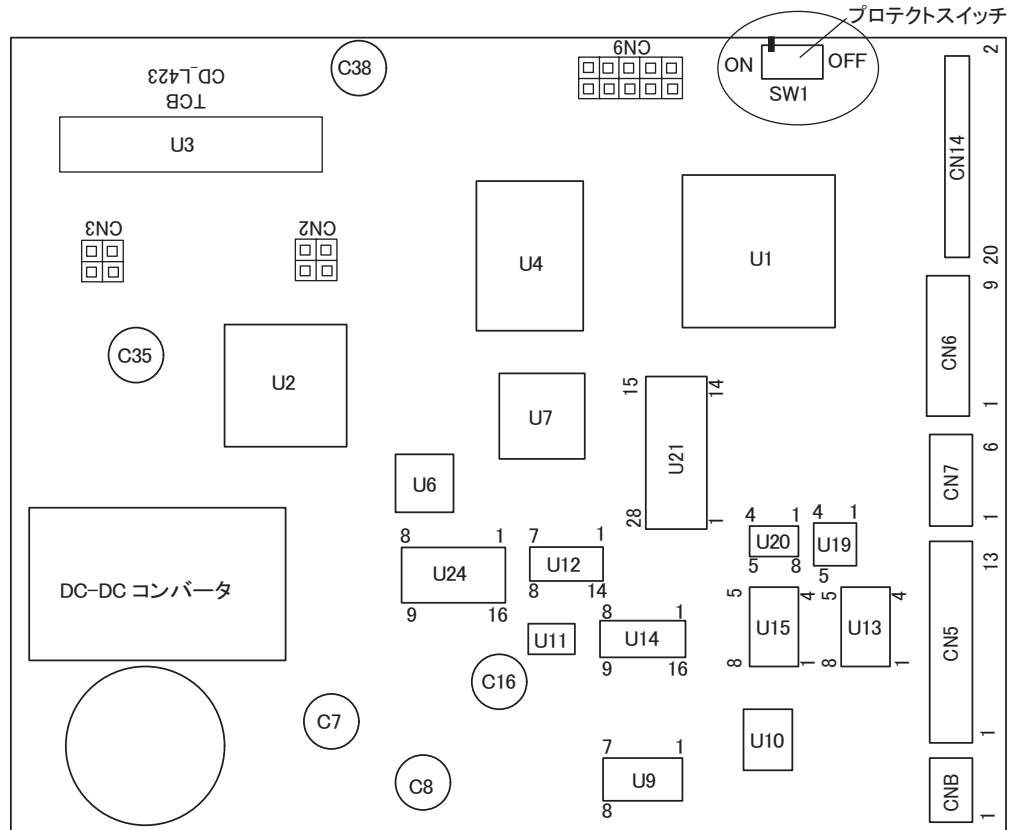 プロテクトスイッチ
CN9
ON
OFF
SW1
C38
CD_L423
TCB
U3
2
CN14
20
CN3
CN2
U4
U1
9
CN6
1
C35
U2
U7
15
14
U21
28
1
6
CN7
1
U6
8
1
U24
9
16
7
1
U12
8
14
4
1
U20
5
8
4
1
U19
5
13
CN5
1
DC-DC コンバータ
U11
8
1
U14
9
16
5
4
U15
8
1
5
4
U13
8
1
C16
C7
C8
U10
7
1
U9
8
CNB
1